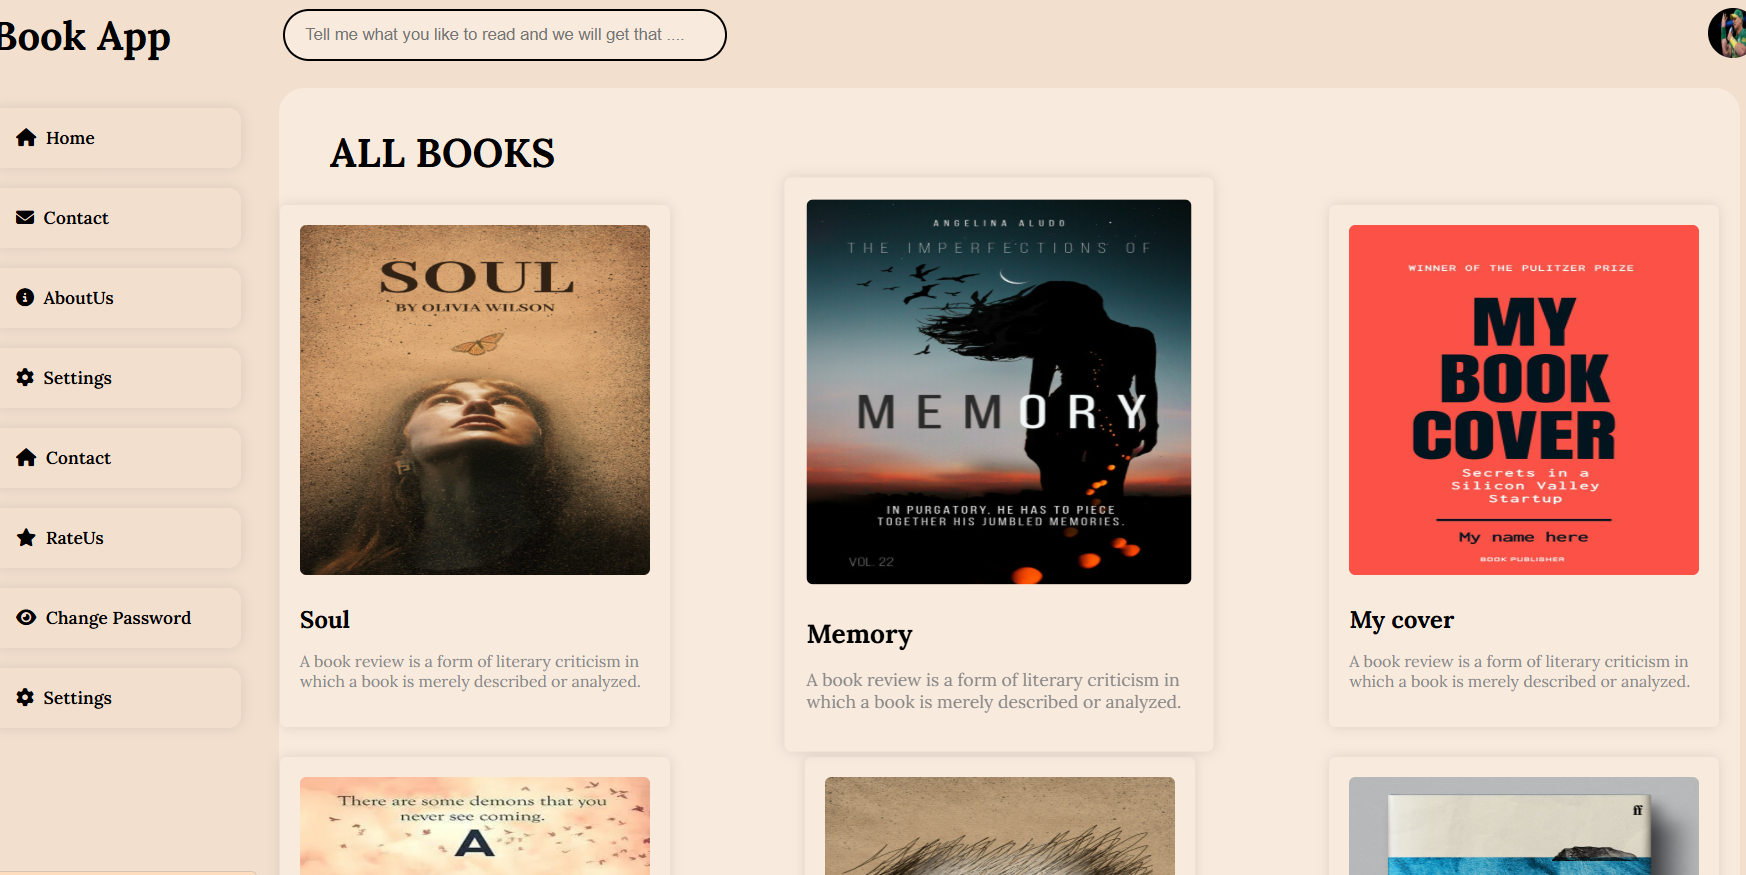 Book App
Tell me what you like to read and we will get that ....
Home
Contact
AboutUs
Settings
Contact
RateUs
Change Password
Settings
ALL BOOKS
SOUL
BY OLIVIA WILSON
Soul
A book review is a form of literary criticism in
which a book is merely described or analyzed.
ANGELINA ALUDO
THE IMPERFECTIONS OF
MEMORY
IN PURGATORY, HE HAS TO PIECE
TOGETHER HIS JUMBLED MEMORIES.
VOL. 22
Memory
A book review is a form of literary criticism in
which a book is merely described or analyzed.
WINNER OF THE PULITZER PRIZE
MY
BOOK
COVER
Secrets in a
Silicon Valley
Startup
My name here
BOOK PUBLISHER
My cover
A book review is a form of literary criticism in
which a book is merely described or analyzed.
There are some demons that you
never see coming.
A
ff